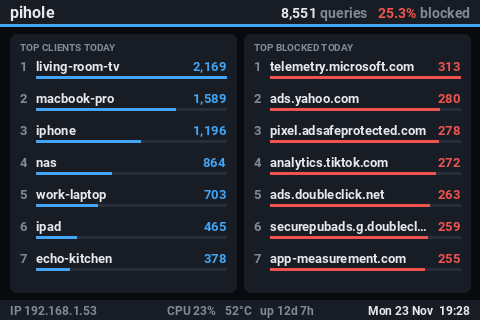 pihole 8,551 queries 25.3% blocked
TOP CLIENTS TODAY
1 living-room-tv 2,169
2 macbook-pro 1,589
3 iphone 1,196
4 nas 864
5 work-laptop 703
6 ipad 465
7 echo-kitchen 378
TOP BLOCKED TODAY
1 telemetry.microsoft.com 313
2 ads.yahoo.com 280
3 pixel.adsafeprotected.com 278
4 analytics.tiktok.com 272
5 ads.doubleclick.net 263
6 securepubads.g.doublecl... 259
7 app-measurement.com 255
IP 192.168.1.53 CPU 23% 52°C up 12d 7h Mon 23 Nov 19:28